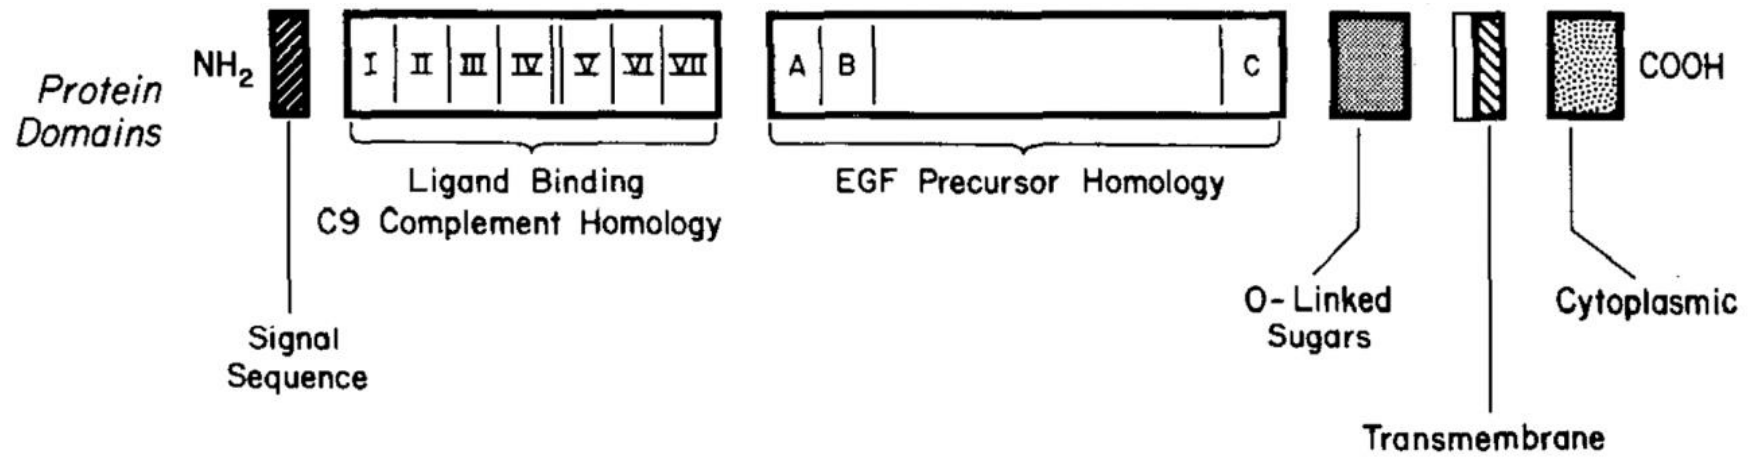 Protein
Domains
NH2
I II III IV V VI VII
A B C
COOH
Ligand Binding
C9 Complement Homology
EGF Precursor Homology
Signal
Sequence
O-Linked
Sugars
Cytoplasmic
Transmembrane